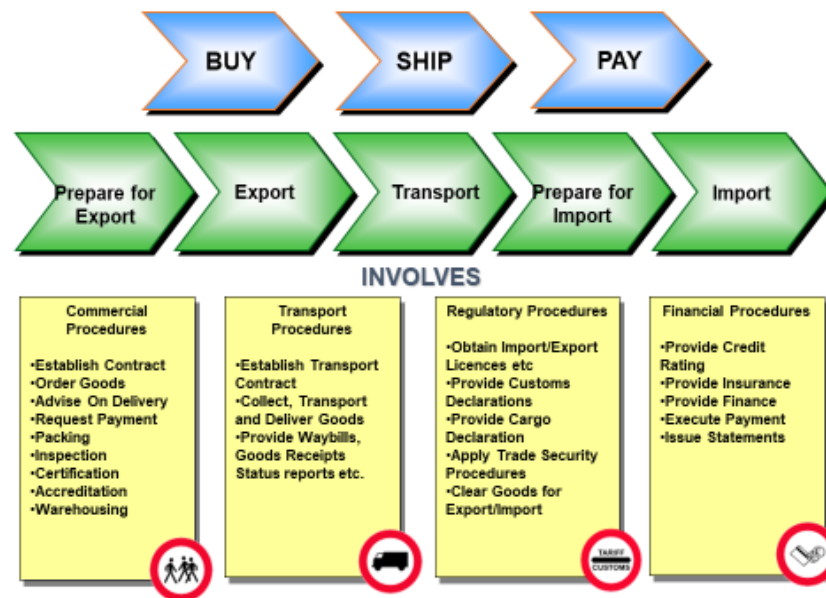 BUY
SHIP
PAY
Prepare for
Export
Export
Transport
Prepare for
Import
Import
INVOLVES
Commercial
Procedures
•Establish Contract
•Order Goods
•Advise On Delivery
•Request Payment
•Packing
•Inspection
•Certification
•Accreditation
•Warehousing
Transport
Procedures
•Establish Transport
Contract
•Collect, Transport
and Deliver Goods
•Provide Waybills,
Goods Receipts
Status reports etc.
Regulatory Procedures
•Obtain Import/Export
Licences etc
•Provide Customs
Declarations
•Provide Cargo
Declaration
•Apply Trade Security
Procedures
•Clear Goods for
Export/Import
TARIFF
CUSTOMS
Financial Procedures
•Provide Credit
Rating
•Provide Insurance
•Provide Finance
•Execute Payment
•Issue Statements